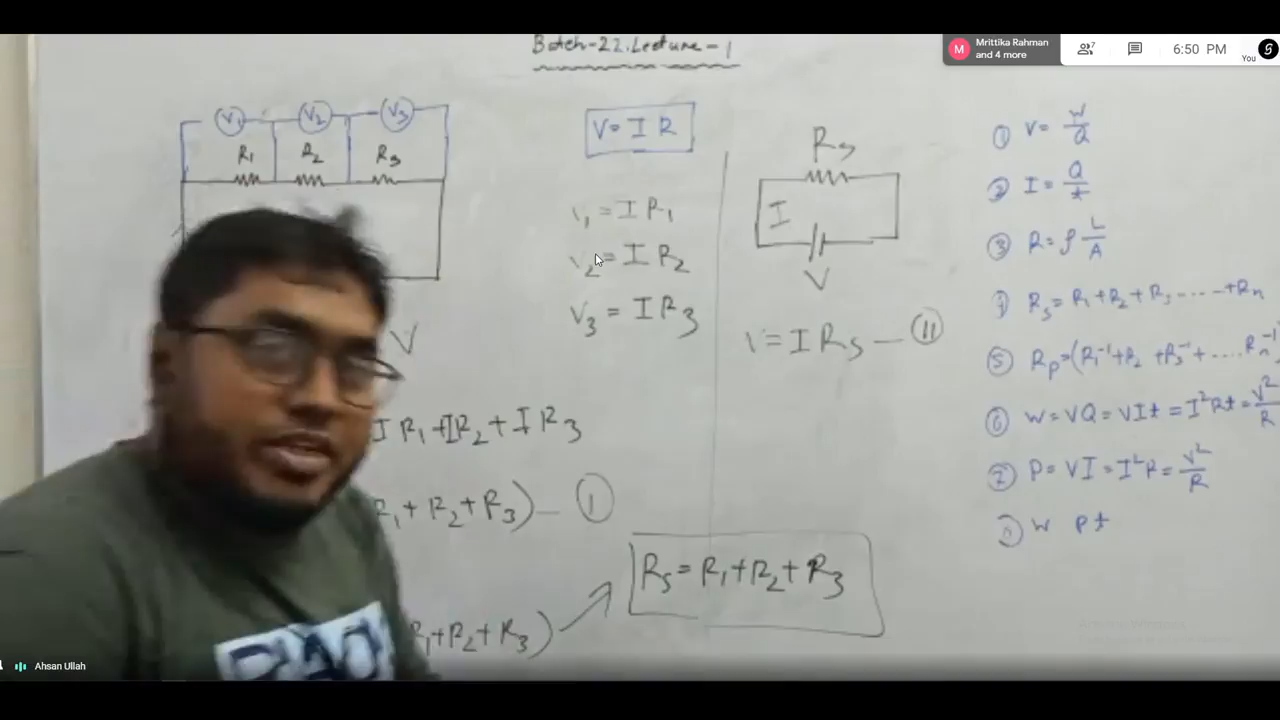 Batch-22.Lecture-1
Mrittika Rahman
and 4 more
7
6:50 PM
You
V₁ V₂ V₃
R₁ R₂ R₃
V
V = I R
V₁ = I R₁
V₂ = I R₂
V₃ = I R₃
I R₁ + I R₂ + I R₃
R₁ + R₂ + R₃) — ①
R₁ + R₂ + R₃)
Rs
I
V
V = I Rs — ⑪
Rs = R₁ + R₂ + R₃
① V = W/Q
② I = Q/t
③ R = ρ L/A
④ Rs = R₁ + R₂ + R₃ ..... + Rn
⑤ Rp = (R₁⁻¹ + R₂ + R₃⁻¹ + .... Rn⁻¹
⑥ W = VQ = VIt = I²Rt = V²/R
⑦ P = VI = I²R = V²/R
W P t
Ahsan Ullah